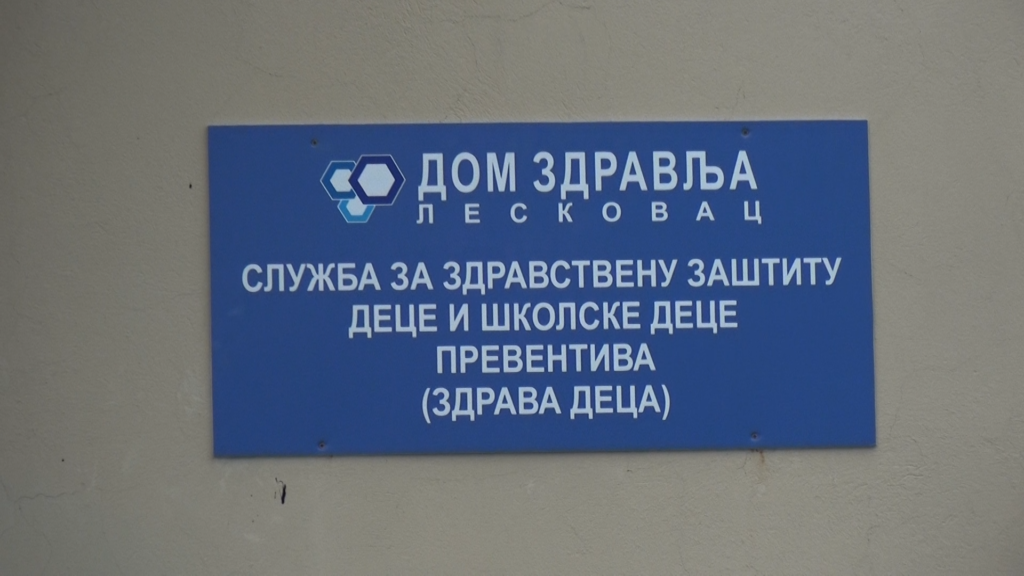 ДОМ ЗДРАВЉА
ЛЕСКОВАЦ
СЛУЖБА ЗА ЗДРАВСТВЕНУ ЗАШТИТУ
ДЕЦЕ И ШКОЛСКЕ ДЕЦЕ
ПРЕВЕНТИВА
(ЗДРАВА ДЕЦА)